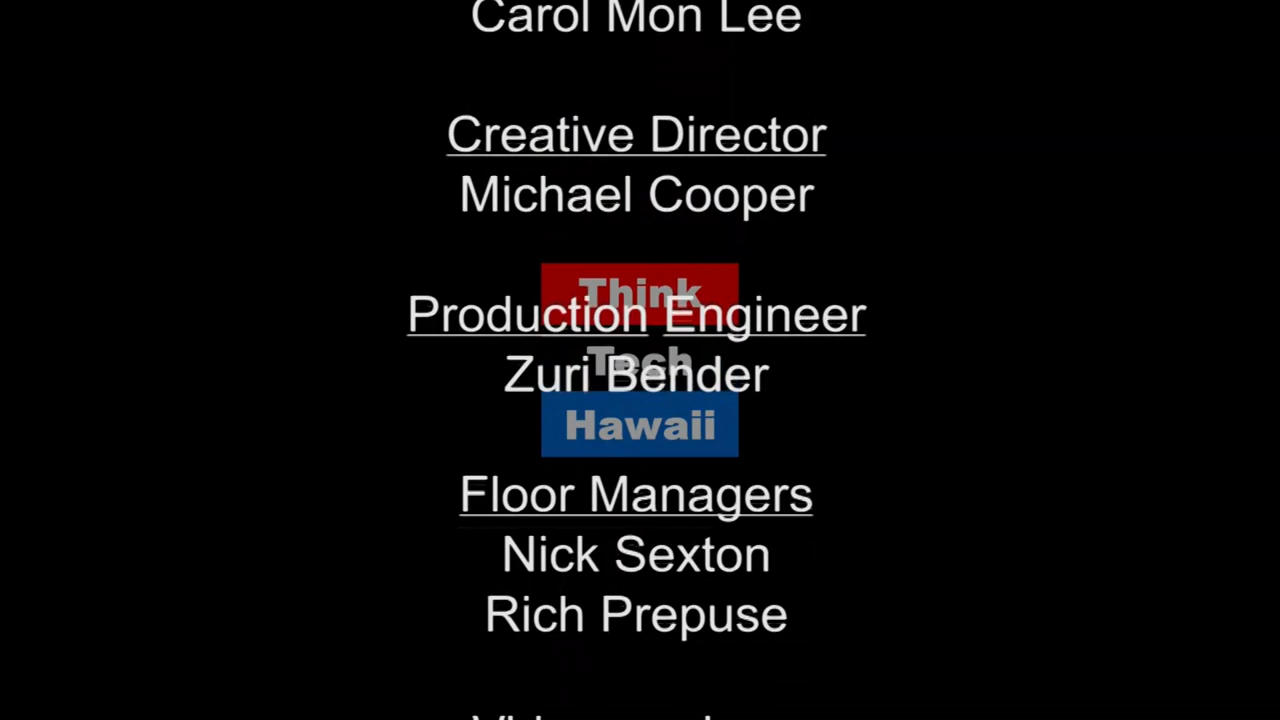 Carol Mon Lee
Creative Director
Michael Cooper
Think
Production Engineer
Tech
Zuri Bender
Hawaii
Floor Managers
Nick Sexton
Rich Prepuse